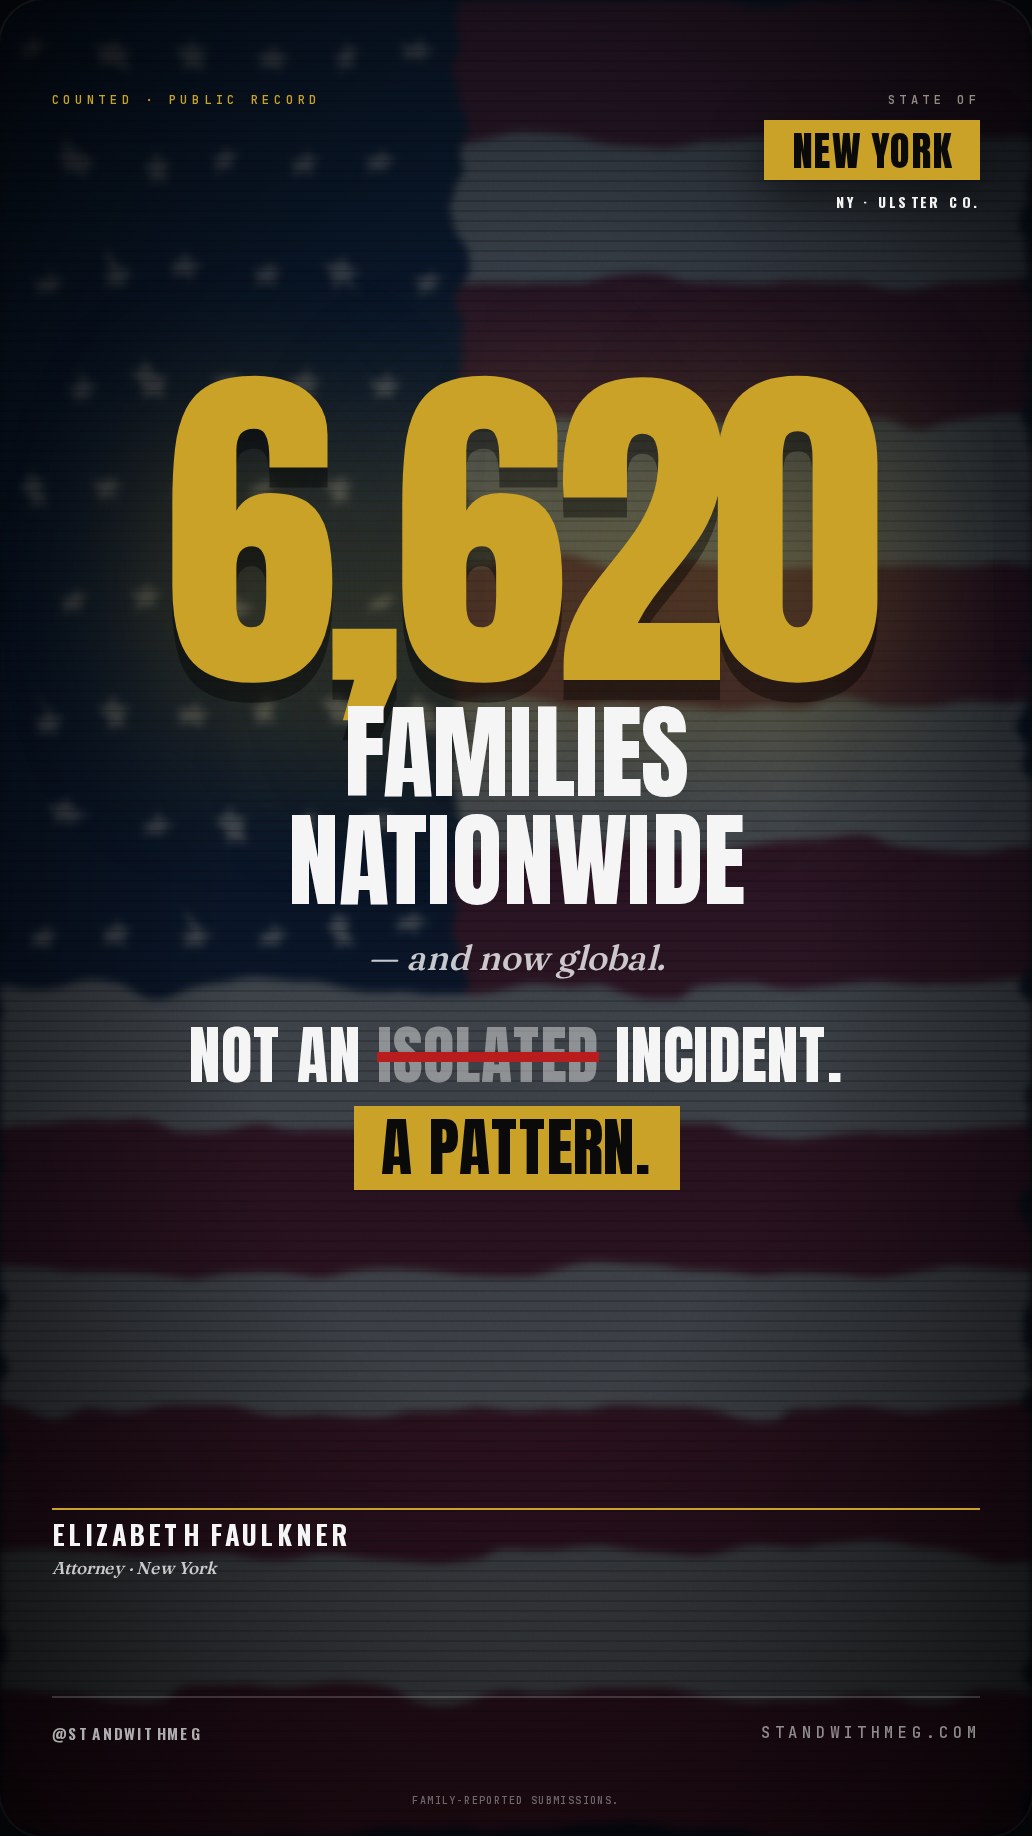 COUNTED · PUBLIC RECORD
STATE OF
NEW YORK
NY · ULSTER CO.
6,620
FAMILIES
NATIONWIDE
— and now global.
NOT AN ISOLATED INCIDENT.
A PATTERN.
ELIZABETH FAULKNER
Attorney · New York
@STANDWITHMEG
STANDWITHMEG.COM
FAMILY-REPORTED SUBMISSIONS.